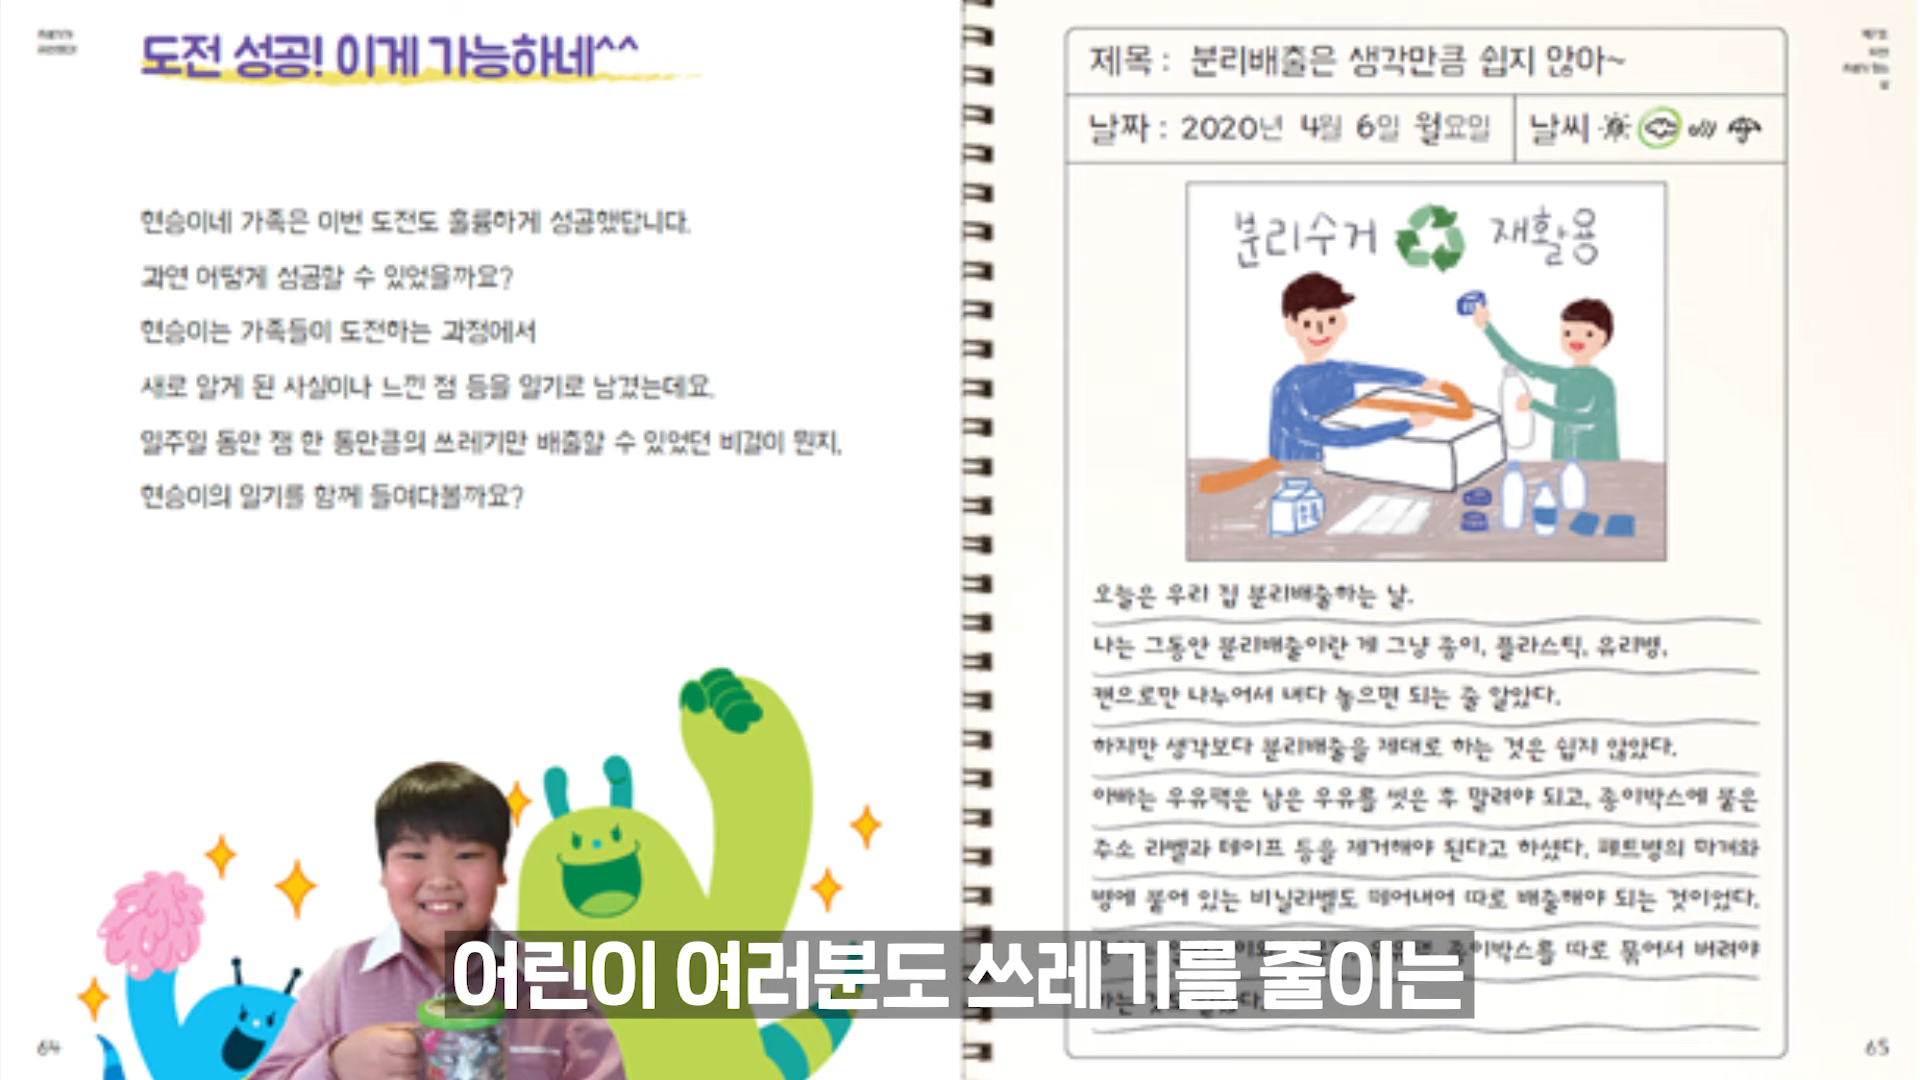 도전 성공! 이게 가능하네^^
현승이네 가족은 이번 도전도 훌륭하게 성공했답니다.
과연 어떻게 성공할 수 있었을까요?
현승이는 가족들이 도전하는 과정에서
새로 알게 된 사실이나 느낀 점 등을 일기로 남겼는데요.
일주일 동안 잼 한 통만큼의 쓰레기만 배출할 수 있었던 비결이 뭔지,
현승이의 일기를 함께 들여다볼까요?
64
제목 : 분리배출은 생각만큼 쉽지 않아~
날짜 : 2020년 4월 6일 월요일 날씨
분리수거 재활용
오늘은 우리 집 분리배출하는 날.
나는 그동안 분리배출이란 게 그냥 종이, 플라스틱, 유리병,
캔으로만 나누어서 내다 놓으면 되는 줄 알았다.
하지만 생각보다 분리배출을 제대로 하는 것은 쉽지 않았다.
아빠는 우유팩은 남은 우유를 씻은 후 말려야 되고, 종이박스에 붙은
주소 라벨과 테이프 등을 제거해야 된다고 하셨다. 페트병의 마개와
병에 붙어 있는 비닐라벨도 떼어내어 따로 배출해야 되는 것이었다.
종이박스를 따로 묶어서 버려야
65
어린이 여러분도 쓰레기를 줄이는